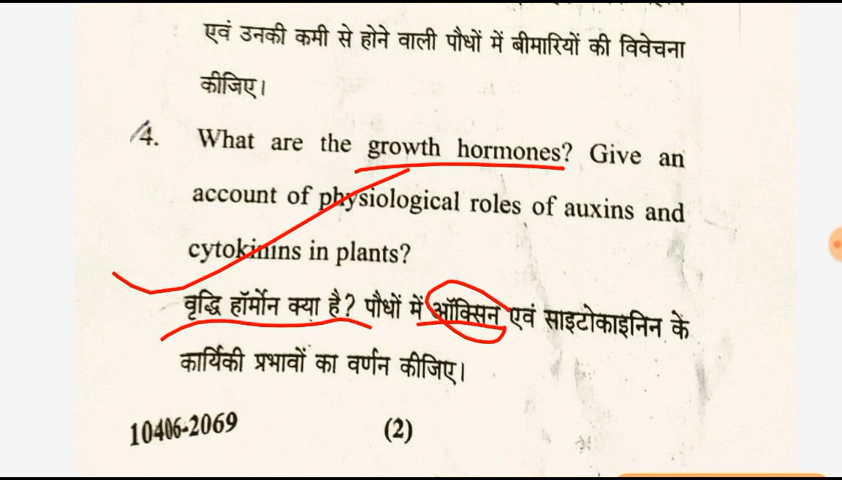 एवं उनकी कमी से होने वाली पौधों में बीमारियों की विवेचना
कीजिए।
4. What are the growth hormones? Give an
account of physiological roles of auxins and
cytokinins in plants?
वृद्धि हॉर्मोन क्या है? पौधों में ऑक्सिन एवं साइटोकाइनिन के
कार्यिकी प्रभावों का वर्णन कीजिए।
10406-2069 (2)